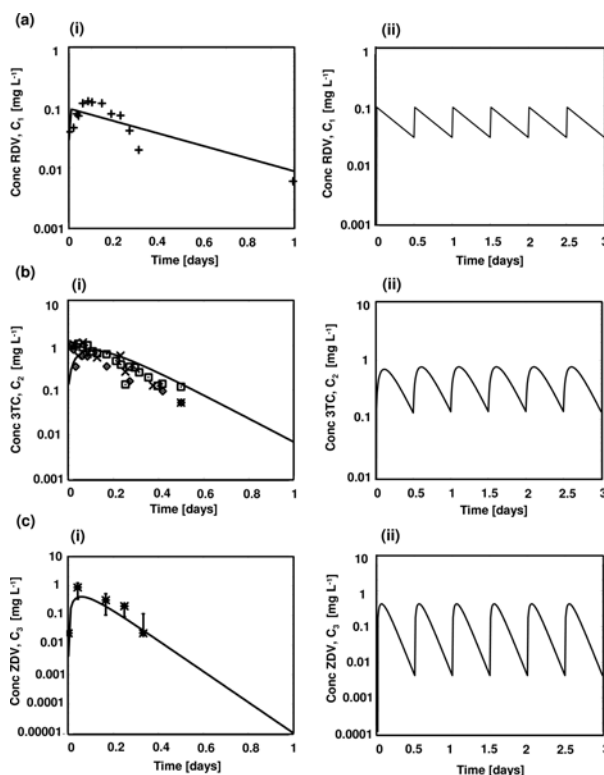 (a)
(i)
(ii)
Conc RDV, C1 [mg L-1]
1
0.1
0.01
0.001
0 0.2 0.4 0.6 0.8 1
Time [days]
Conc RDV, C1 [mg L-1]
1
0.1
0.01
0.001
0 0.5 1 1.5 2 2.5 3
Time [days]
(b)
(i)
(ii)
Conc 3TC, C2 [mg L-1]
10
1
0.1
0.01
0.001
0 0.2 0.4 0.6 0.8 1
Time [days]
Conc 3TC, C2 [mg L-1]
10
1
0.1
0.01
0 0.5 1 1.5 2 2.5 3
Time [days]
(c)
(i)
(ii)
Conc ZDV, C3 [mg L-1]
10
1
0.1
0.01
0.0001
0.00001
0 0.2 0.4 0.6 0.8 1
Time [days]
Conc ZDV, C3 [mg L-1]
10
1
0.1
0.01
0.0001
0 0.5 1 1.5 2 2.5 3
Time [days]